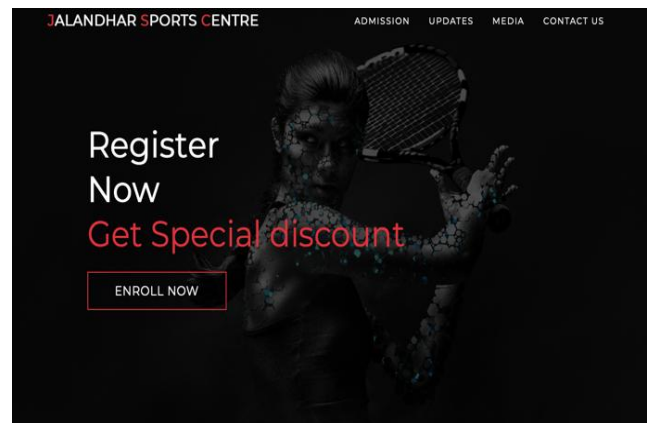 JALANDHAR SPORTS CENTRE
ADMISSION UPDATES MEDIA CONTACT US
Register
Now
Get Special discount
ENROLL NOW